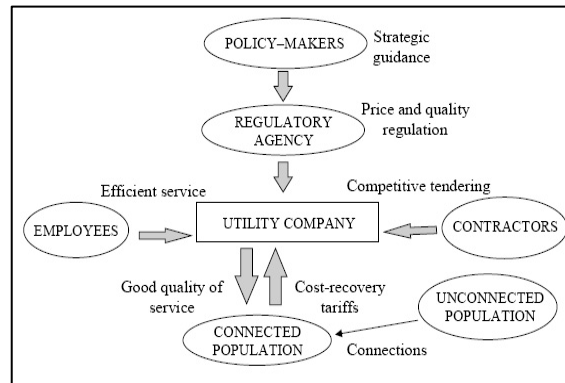 POLICY–MAKERS
Strategic
guidance
REGULATORY
AGENCY
Price and quality
regulation
Efficient service
Competitive tendering
EMPLOYEES
UTILITY COMPANY
CONTRACTORS
Good quality of
service
Cost-recovery
tariffs
UNCONNECTED
POPULATION
CONNECTED
POPULATION
Connections